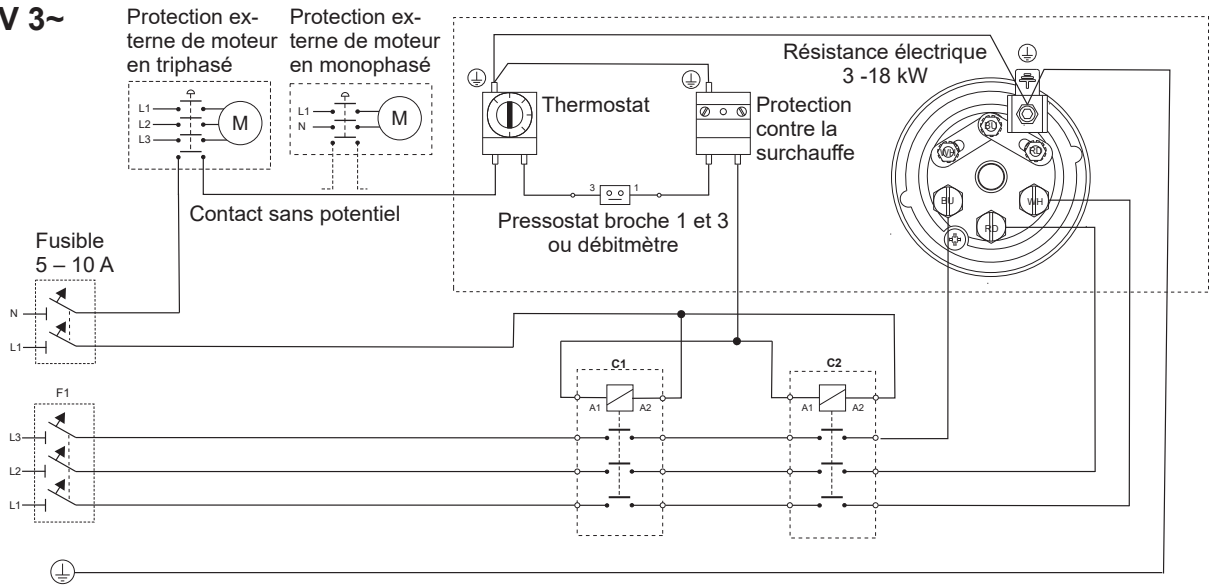 V 3~
Protection ex-
terne de moteur
en triphasé
Protection ex-
terne de moteur
en monophasé
L1
L2
L3
M
L1
N
M
Contact sans potentiel
Thermostat
Protection
contre la
surchauffe
3
1
Pressostat broche 1 et 3
ou débitmètre
Résistance électrique
3 -18 kW
BU
WH
RD
BU
WH
RD
Fusible
5 – 10 A
N
L1
F1
L3
L2
L1
C1
A1
A2
C2
A1
A2